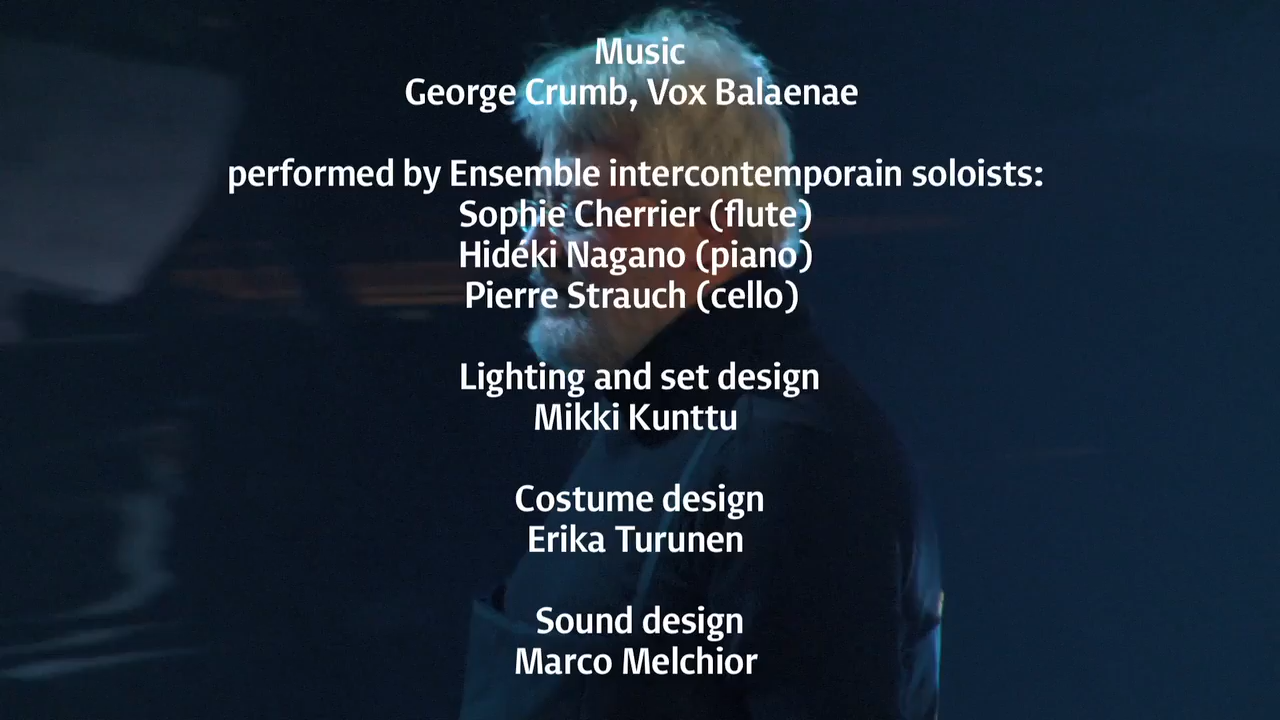 Music
George Crumb, Vox Balaenae
performed by Ensemble intercontemporain soloists:
Sophie Cherrier (flute)
Hidéki Nagano (piano)
Pierre Strauch (cello)
Lighting and set design
Mikki Kunttu
Costume design
Erika Turunen
Sound design
Marco Melchior